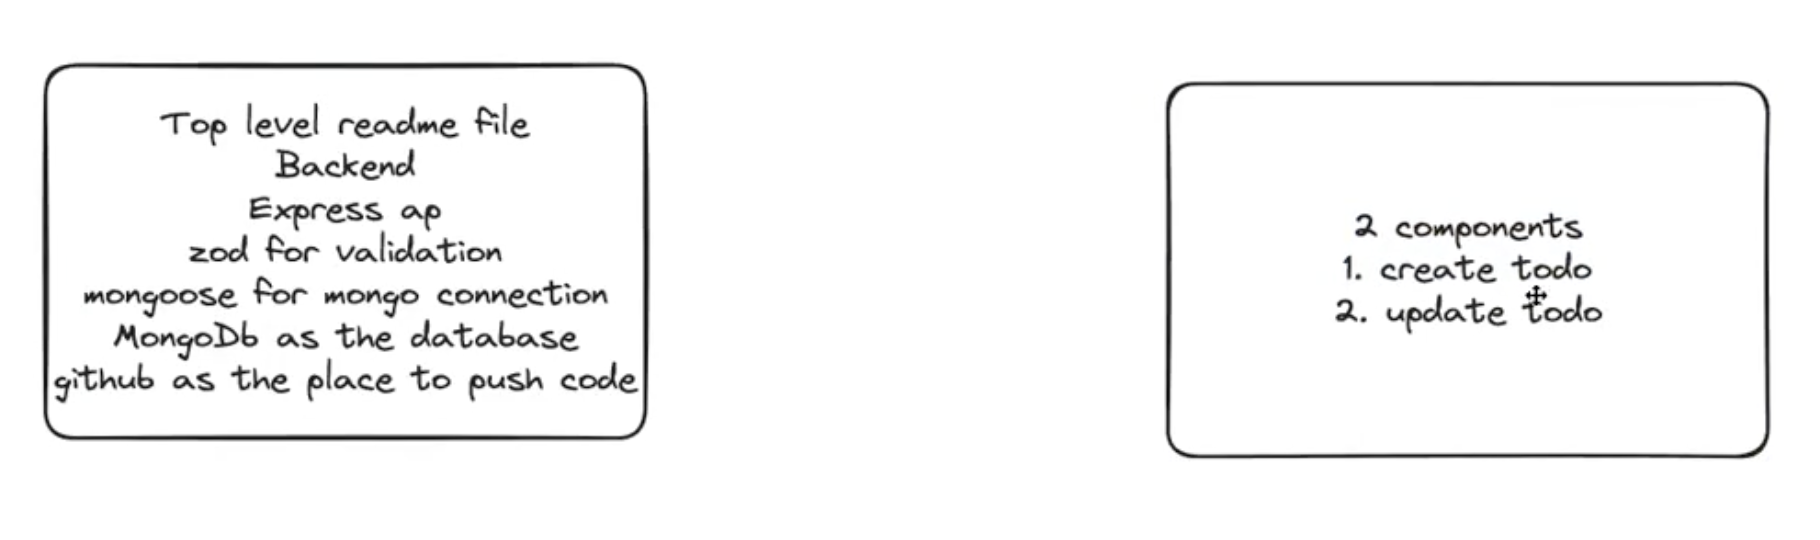 Top level readme file
Backend
Express ap
zod for validation
mongoose for mongo connection
MongoDb as the database
github as the place to push code
2 components
1. create todo
2. update todo